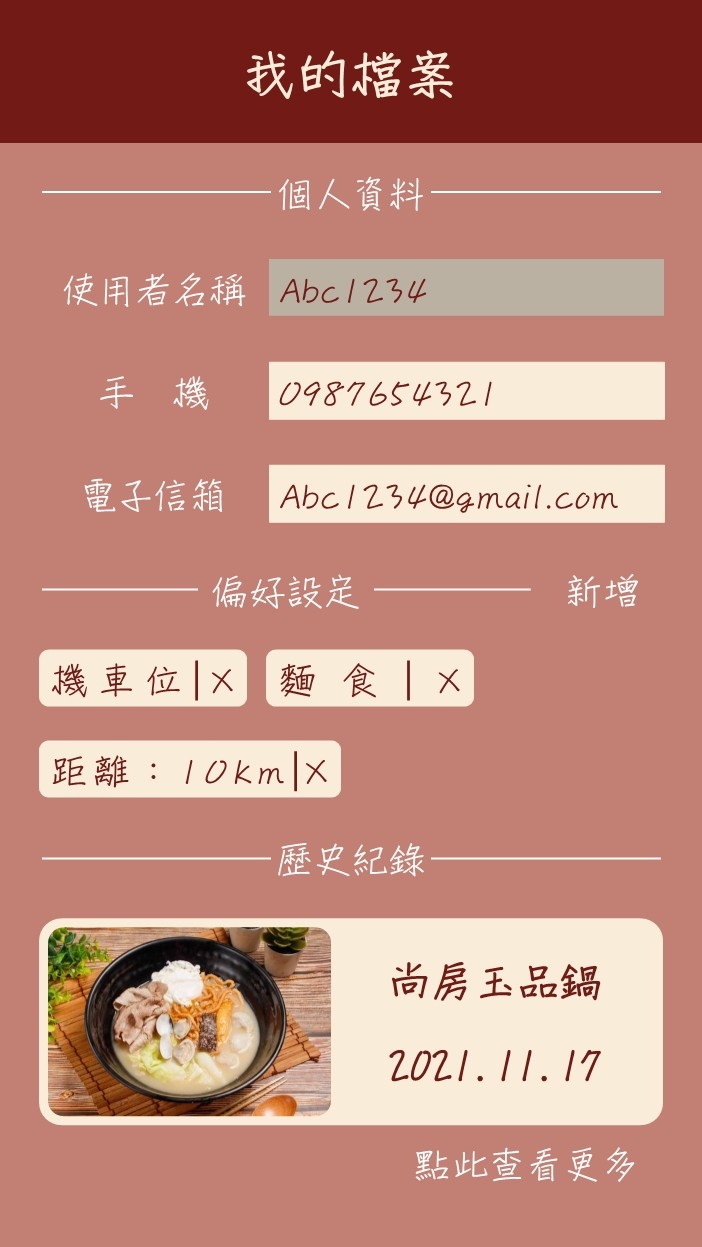 我的檔案
個人資料
使用者名稱 Abc1234
手 機 0987654321
電子信箱 Abc1234@gmail.com
偏好設定 新增
機車位|X 麵食|X
距離：10km|X
歷史紀錄
尚房玉品鍋
2021.11.17
點此查看更多